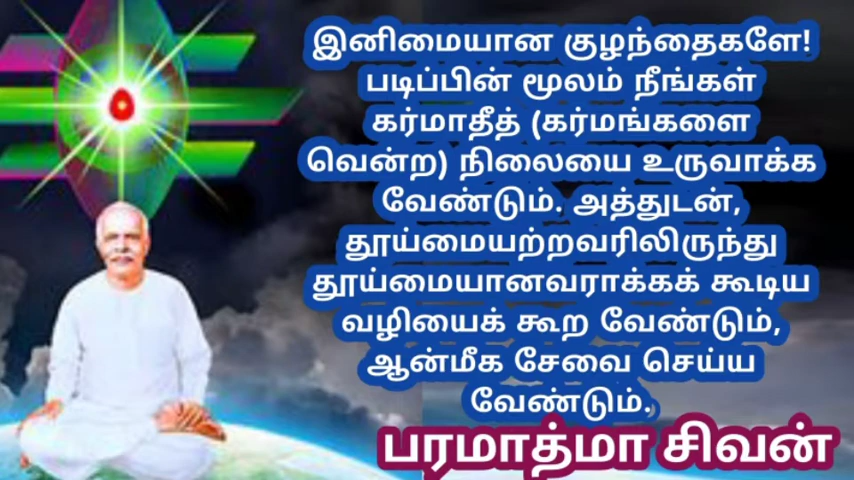 இனிமையான குழந்தைகளே!
படிப்பின் மூலம் நீங்கள்
கர்மாதீத் (கர்மங்களை
வென்ற) நிலையை உருவாக்க
வேண்டும். அத்துடன்,
தூய்மையற்றவரிலிருந்து
தூய்மையானவராக்கக் கூடிய
வழியைக் கூற வேண்டும்,
ஆன்மீக சேவை செய்ய
வேண்டும்.
பரமாத்மா சிவன்